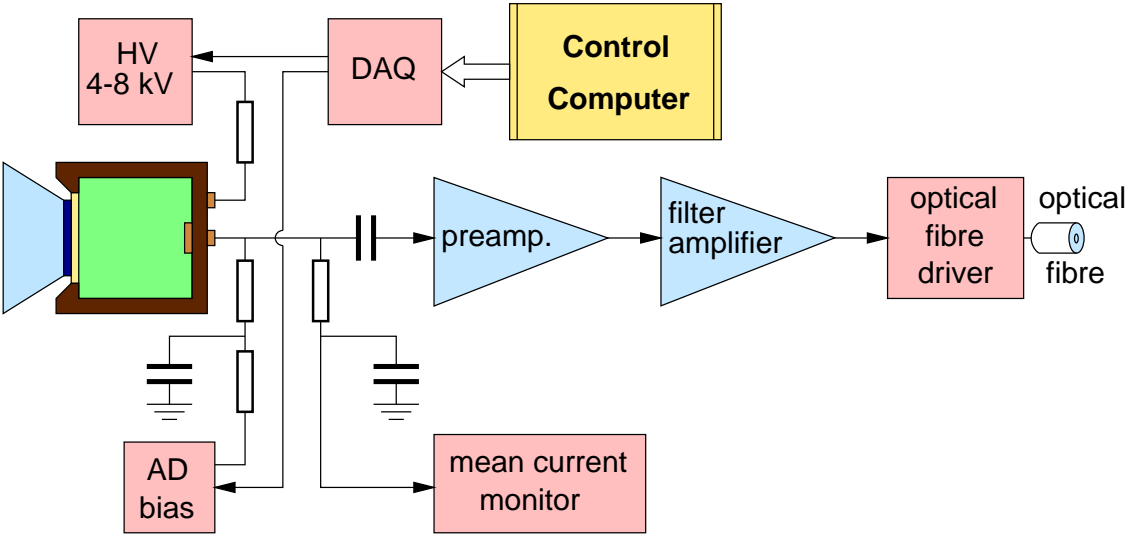 HV
4-8 kV
DAQ
Control
Computer
preamp.
filter
amplifier
optical
fibre
driver
optical
fibre
AD
bias
mean current
monitor